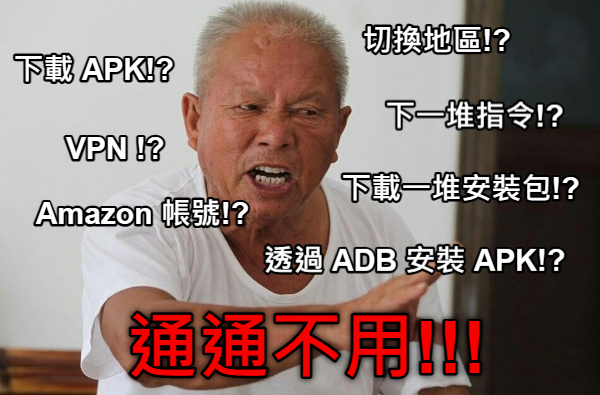 切換地區!?
下載 APK!?
下一堆指令!?
VPN !?
下載一堆安裝包!?
Amazon 帳號!?
透過 ADB 安裝 APK!?
通通不用!!!